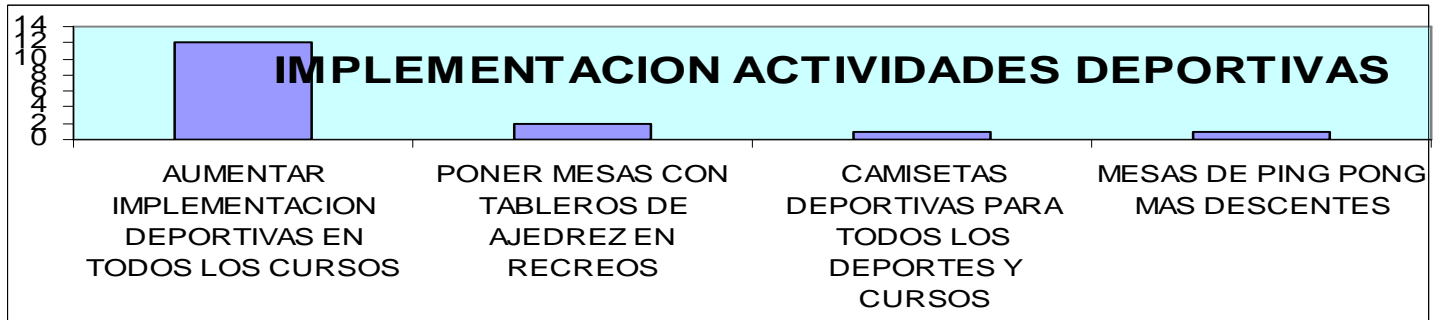 IMPLEMENTACION ACTIVIDADES DEPORTIVAS
14
12
10
8
6
4
2
0
AUMENTAR
IMPLEMENTACION
DEPORTIVAS EN
TODOS LOS CURSOS
PONER MESAS CON
TABLEROS DE
AJEDREZ EN
RECREOS
CAMISETAS
DEPORTIVAS PARA
TODOS LOS
DEPORTES Y
CURSOS
MESAS DE PING PONG
MAS DESCENTES